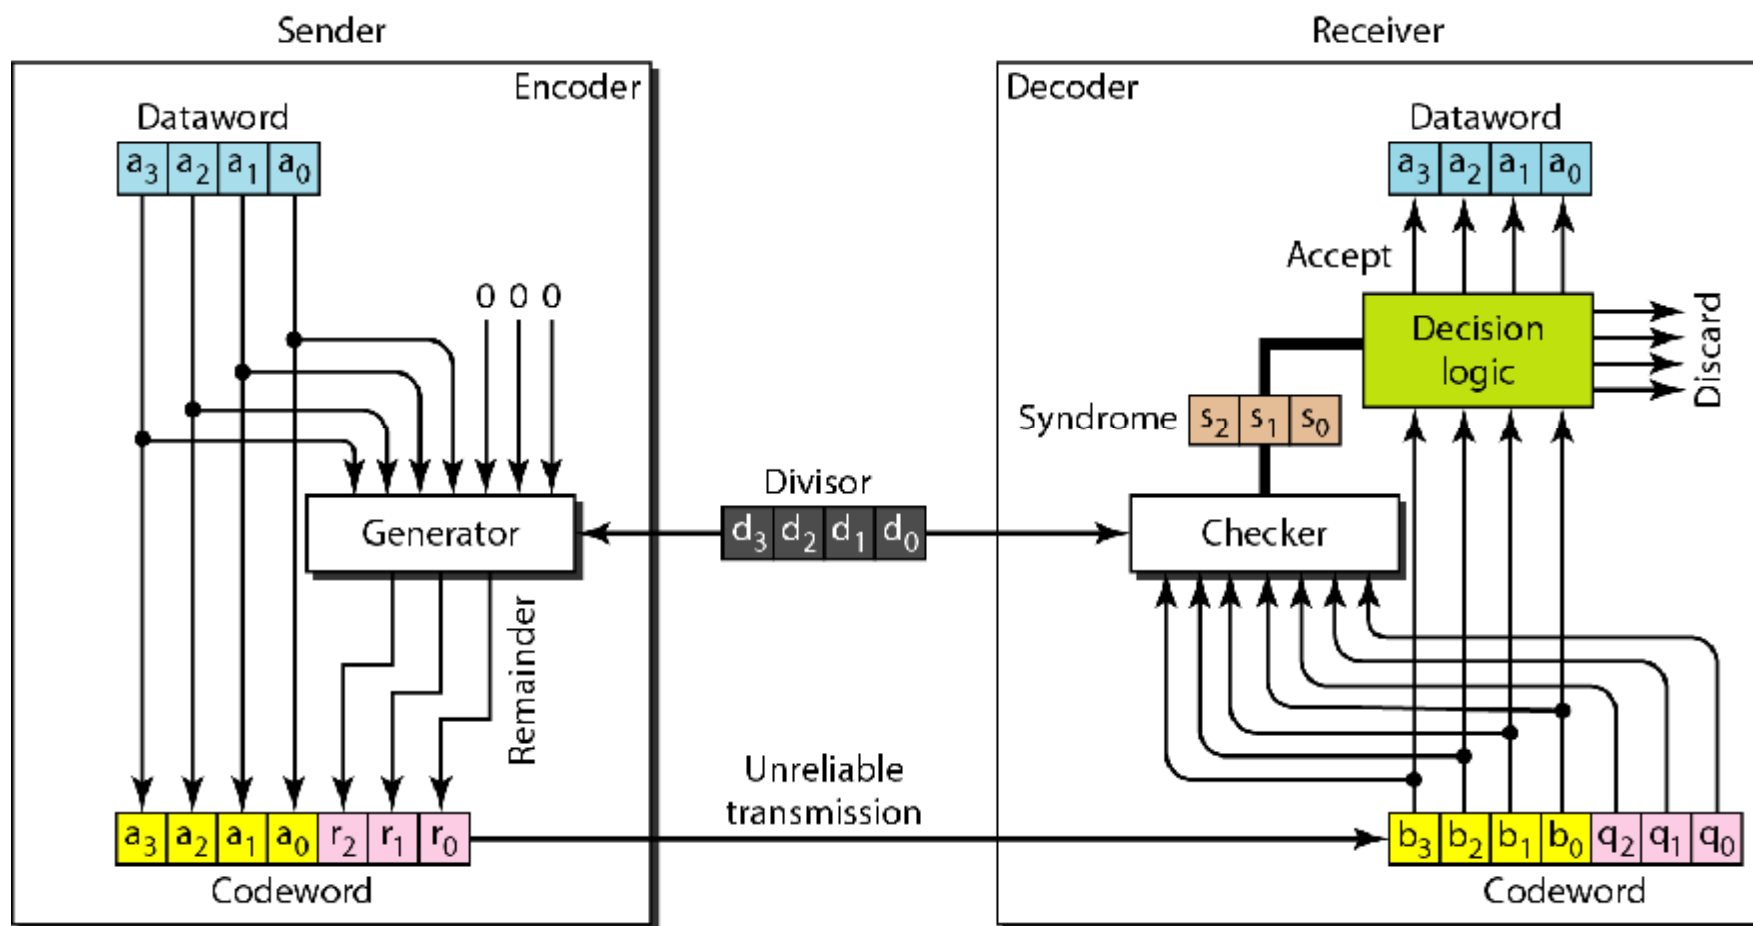 Sender
Encoder
Dataword
a3 a2 a1 a0
0 0 0
Generator
Remainder
a3 a2 a1 a0 r2 r1 r0
Codeword
Divisor
d3 d2 d1 d0
Unreliable
transmission
Receiver
Decoder
Dataword
a3 a2 a1 a0
Accept
Decision
logic
Discard
Syndrome
s2 s1 s0
Checker
b3 b2 b1 b0 q2 q1 q0
Codeword